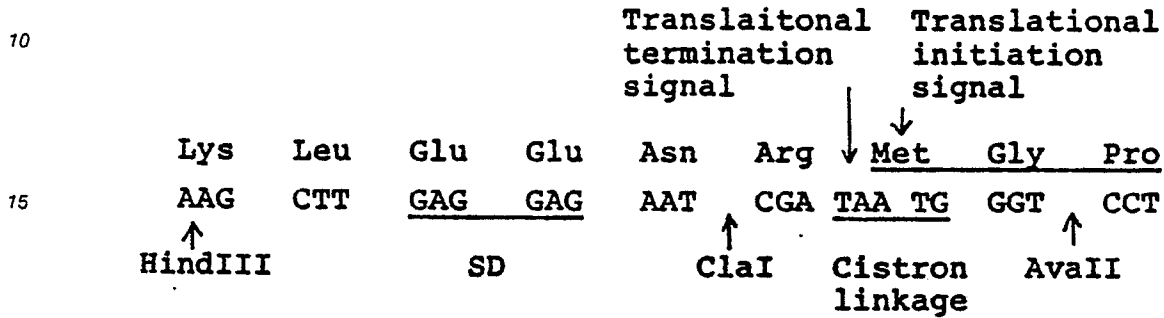 10
Translaitonal Translational
termination initiation
signal signal
Lys Leu Glu Glu Asn Arg Met Gly Pro
15
AAG CTT GAG GAG AAT CGA TAA TG GGT CCT
HindIII SD ClaI Cistron AvaII
linkage